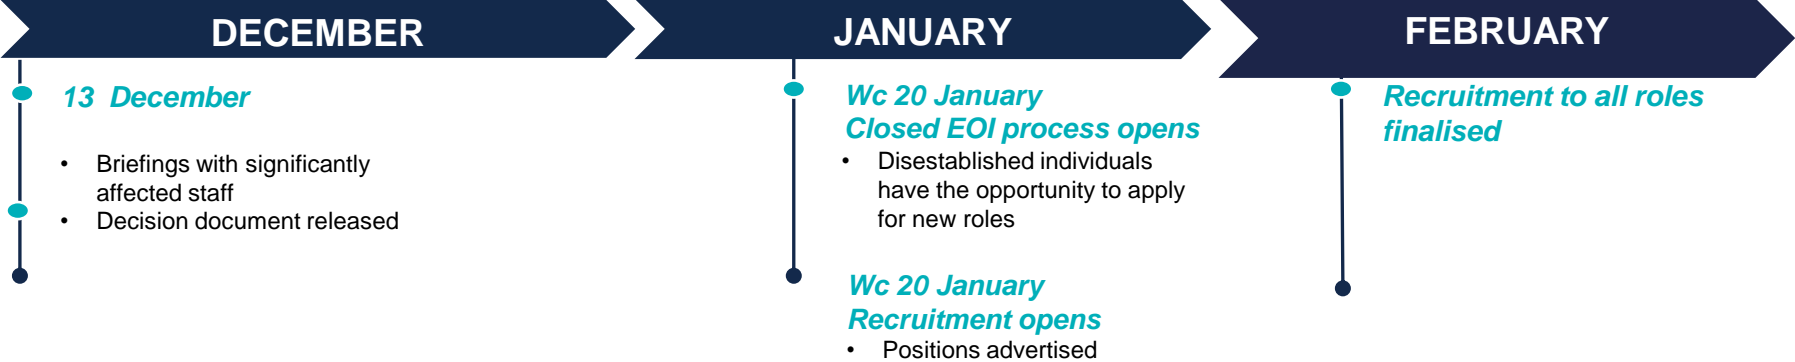 DECEMBER
13 December
• Briefings with significantly
affected staff
• Decision document released
JANUARY
Wc 20 January
Closed EOI process opens
• Disestablished individuals
have the opportunity to apply
for new roles
Wc 20 January
Recruitment opens
• Positions advertised
FEBRUARY
Recruitment to all roles
finalised